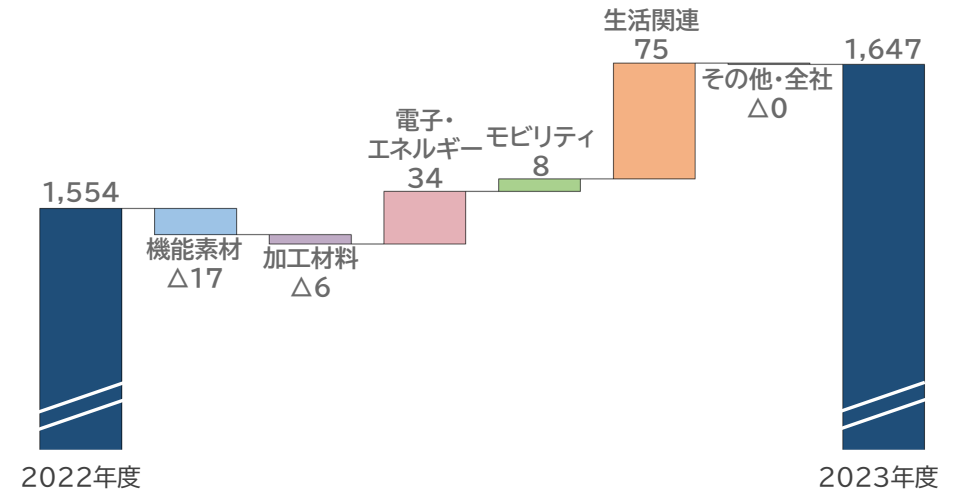 1,554
機能素材
△17
加工材料
△6
電子・
エネルギー
34
モビリティ
8
生活関連
75
その他・全社
△0
1,647
2022年度
2023年度